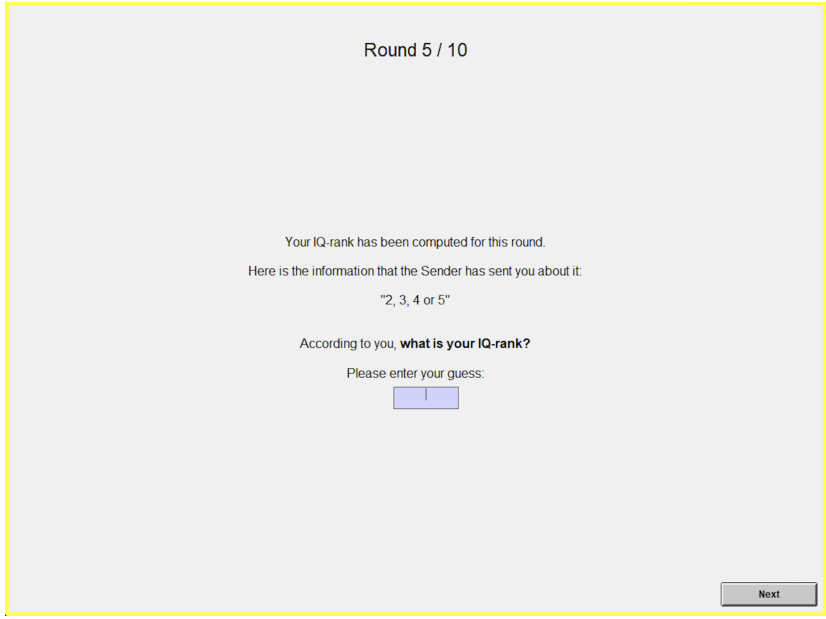 Round 5 / 10
Your IQ-rank has been computed for this round.
Here is the information that the Sender has sent you about it:
"2, 3, 4 or 5"
According to you, what is your IQ-rank?
Please enter your guess:
Next